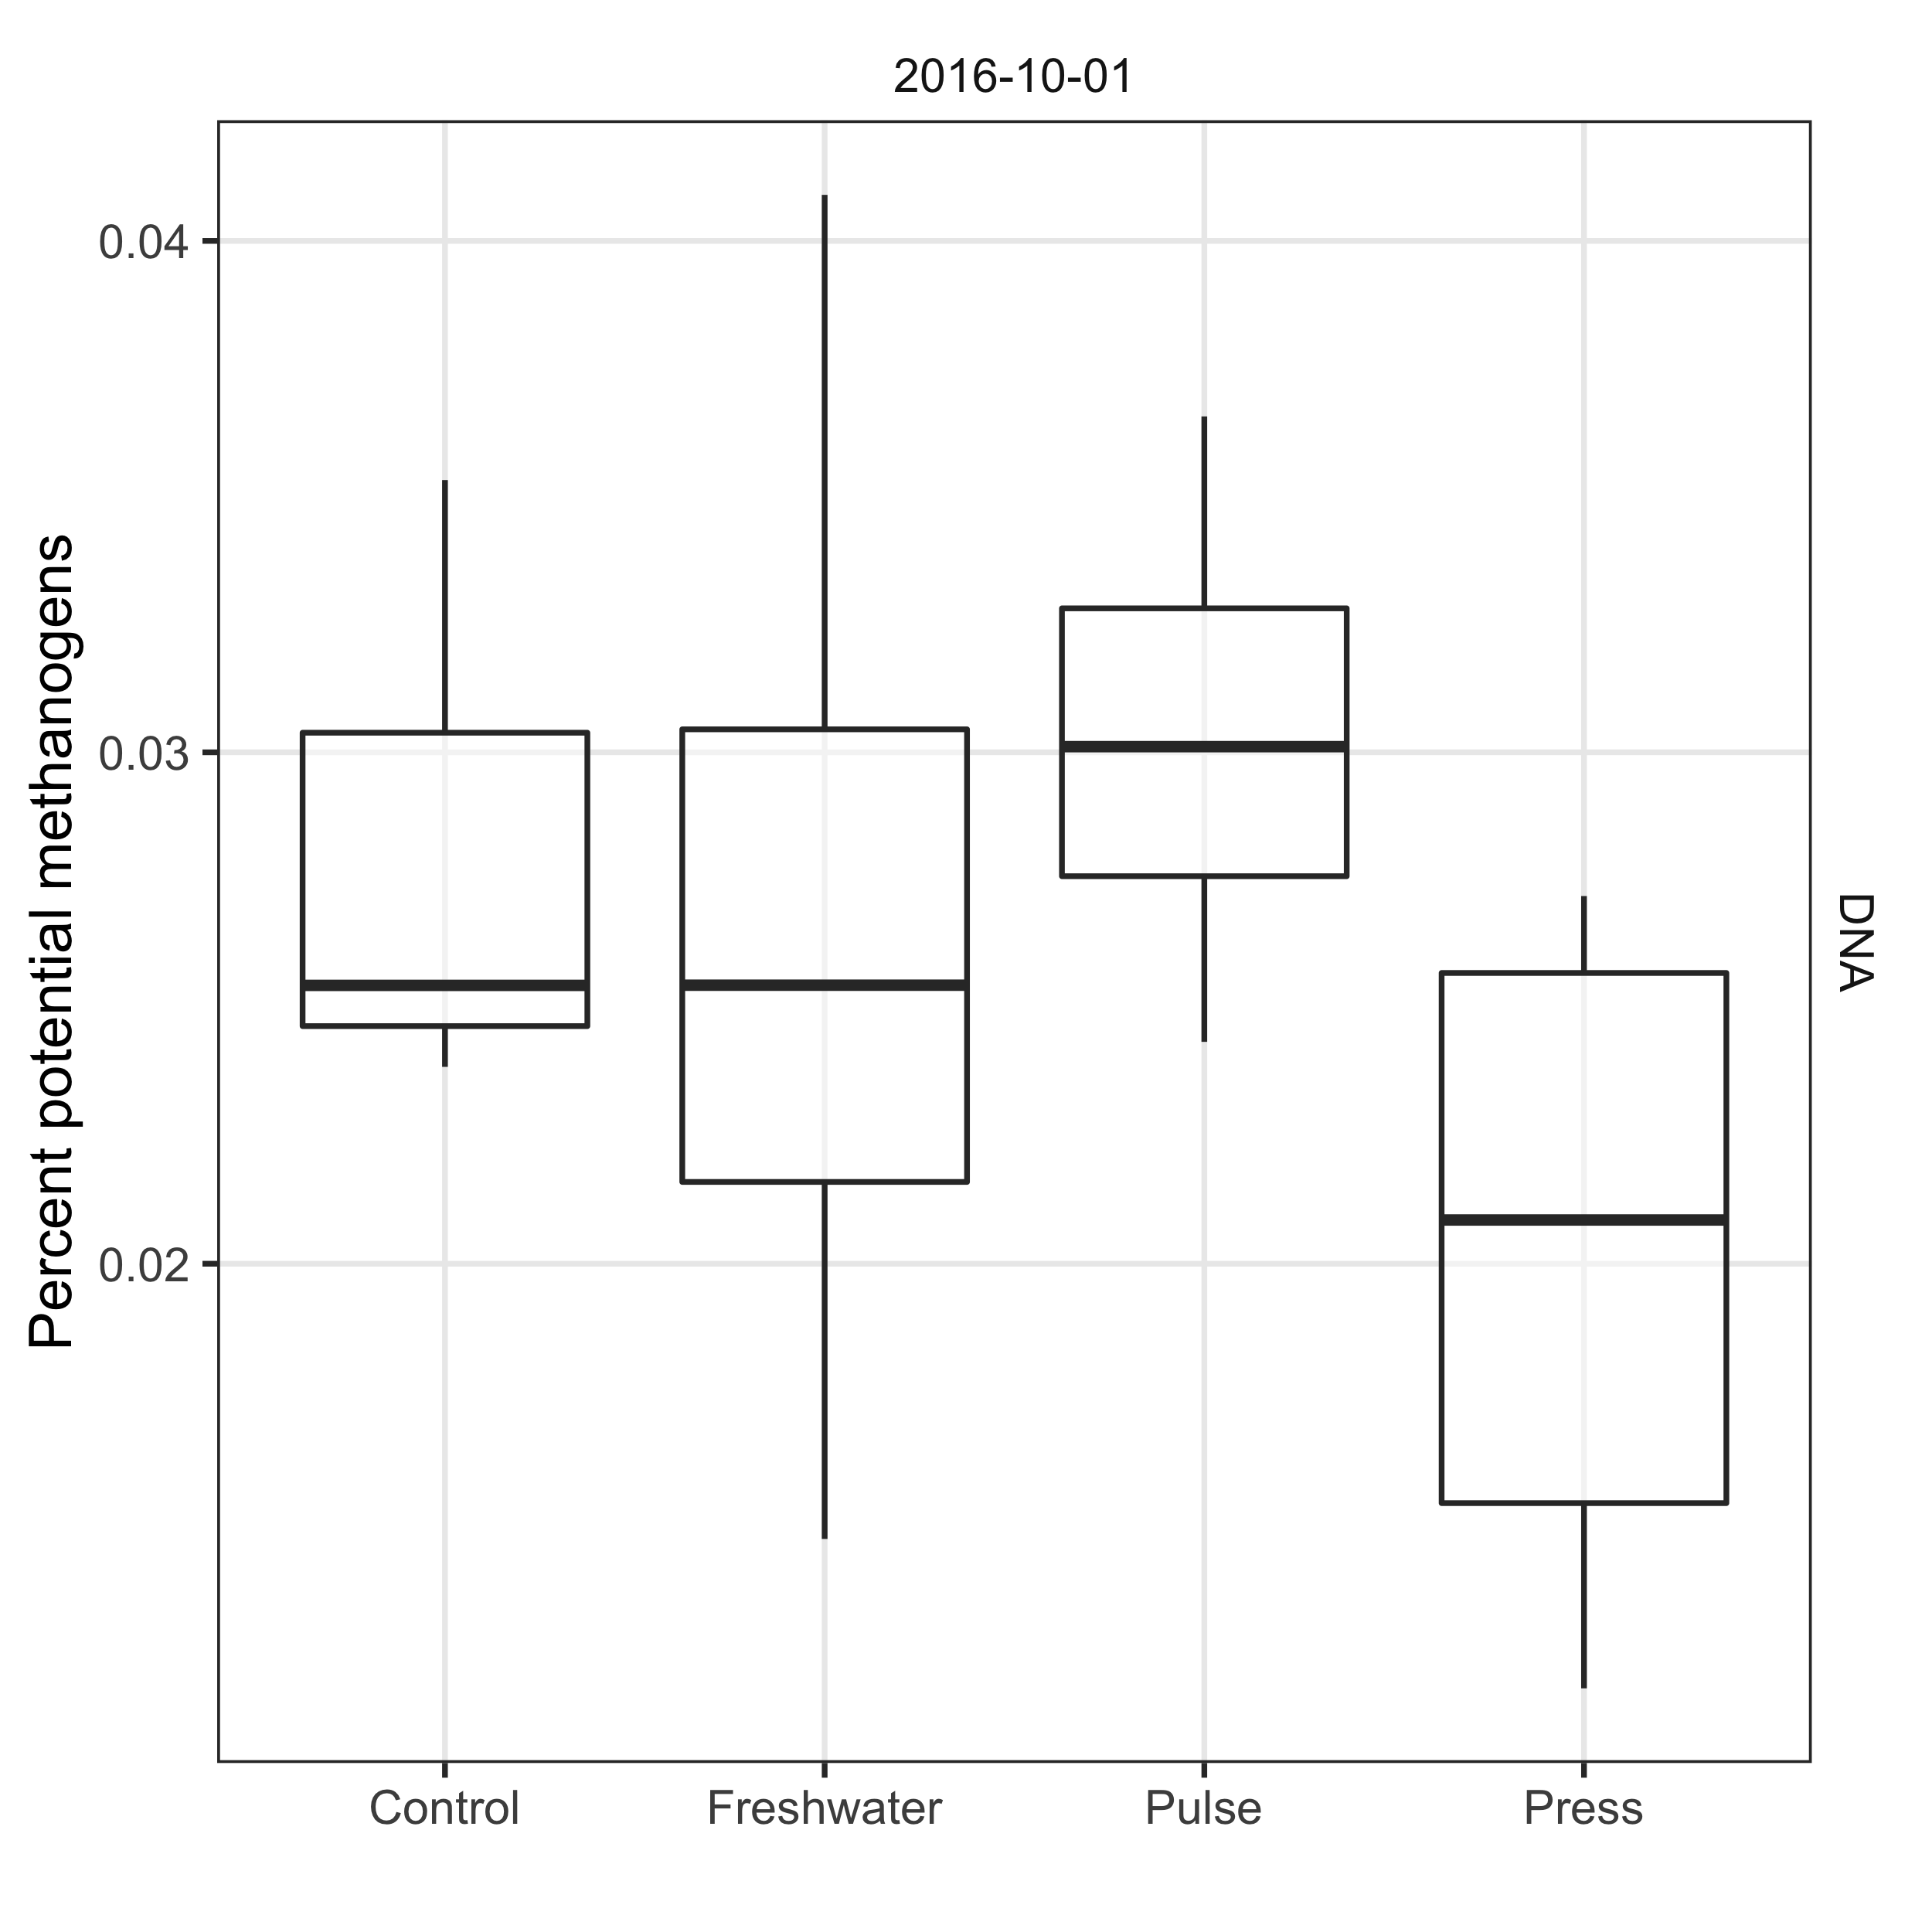 2016-10-01
Percent potential methanogens
0.04
0.03
0.02
DNA
Control Freshwater Pulse Press